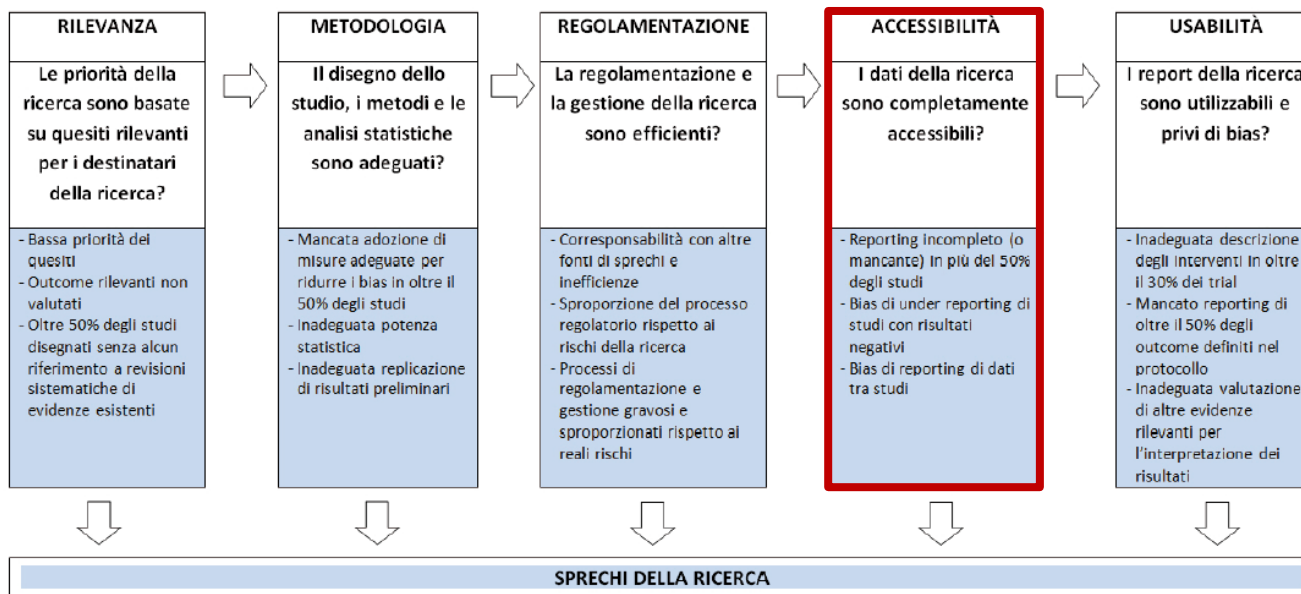 RILEVANZA
Le priorità della
ricerca sono basate
su quesiti rilevanti
per i destinatari
della ricerca?
- Bassa priorità dei
quesiti
- Outcome rilevanti non
valutati
- Oltre 50% degli studi
disegnati senza alcun
riferimento a revisioni
sistematiche di
evidenze esistenti
METODOLOGIA
Il disegno dello
studio, i metodi e le
analisi statistiche
sono adeguati?
- Mancata adozione di
misure adeguate per
ridurre i bias in oltre il
50% degli studi
- Inadeguata potenza
statistica
- Inadeguata replicazione
di risultati preliminari
REGOLAMENTAZIONE
La regolamentazione e
la gestione della ricerca
sono efficienti?
- Corresponsabilità con altre
fonti di sprechi e
inefficienze
- Sproporzione del processo
regolatorio rispetto ai
rischi della ricerca
- Processi di
regolamentazione e
gestione gravosi e
sproporzionati rispetto ai
reali rischi
ACCESSIBILITÀ
I dati della ricerca
sono completamente
accessibili?
- Reporting incompleto (o
mancante) in più del 50%
degli studi
- Bias di under reporting di
studi con risultati
negativi
- Bias di reporting di dati
tra studi
USABILITÀ
I report della ricerca
sono utilizzabili e
privi di bias?
- Inadeguata descrizione
degli interventi in oltre
il 30% dei trial
- Mancato reporting di
oltre il 50% degli
outcome definiti nel
protocollo
- Inadeguata valutazione
di altre evidenze
rilevanti per
l'interpretazione dei
risultati
SPRECHI DELLA RICERCA